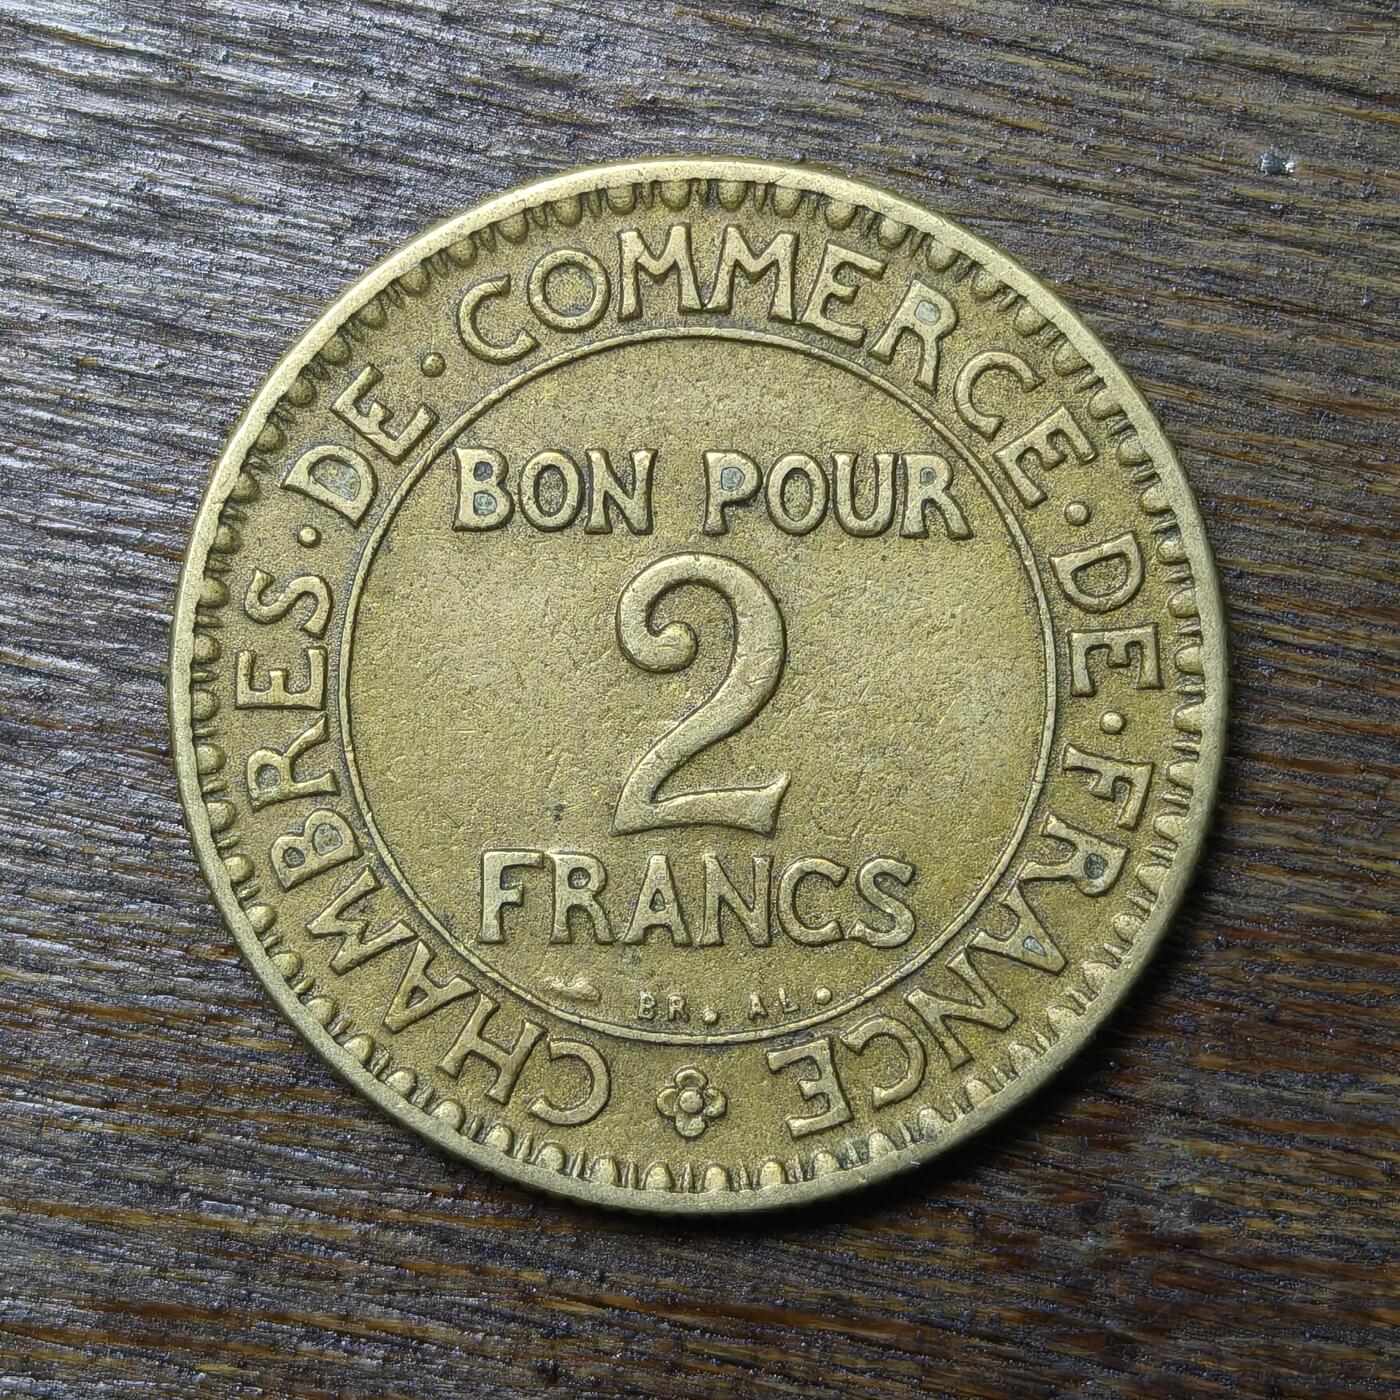 CHAMBRES · DE · COMMERCE · DE · FRANCE
BON POUR
2
FRANCS
BR. AL.